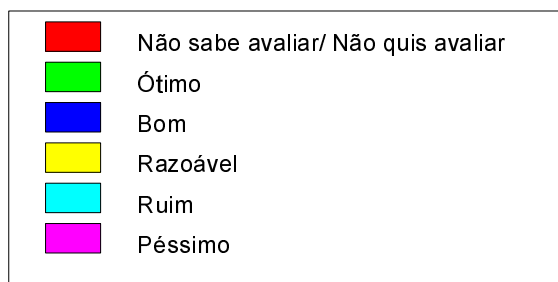 Não sabe avaliar/ Não quis avaliar
Ótimo
Bom
Razoável
Ruim
Péssimo